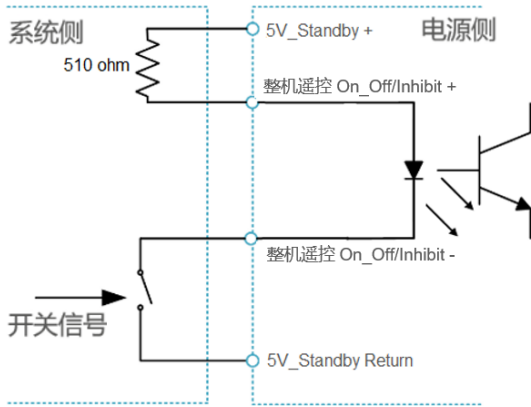 系统侧
电源侧
5V_Standby +
510 ohm
整机遥控 On_Off/Inhibit +
整机遥控 On_Off/Inhibit -
开关信号
5V_Standby Return